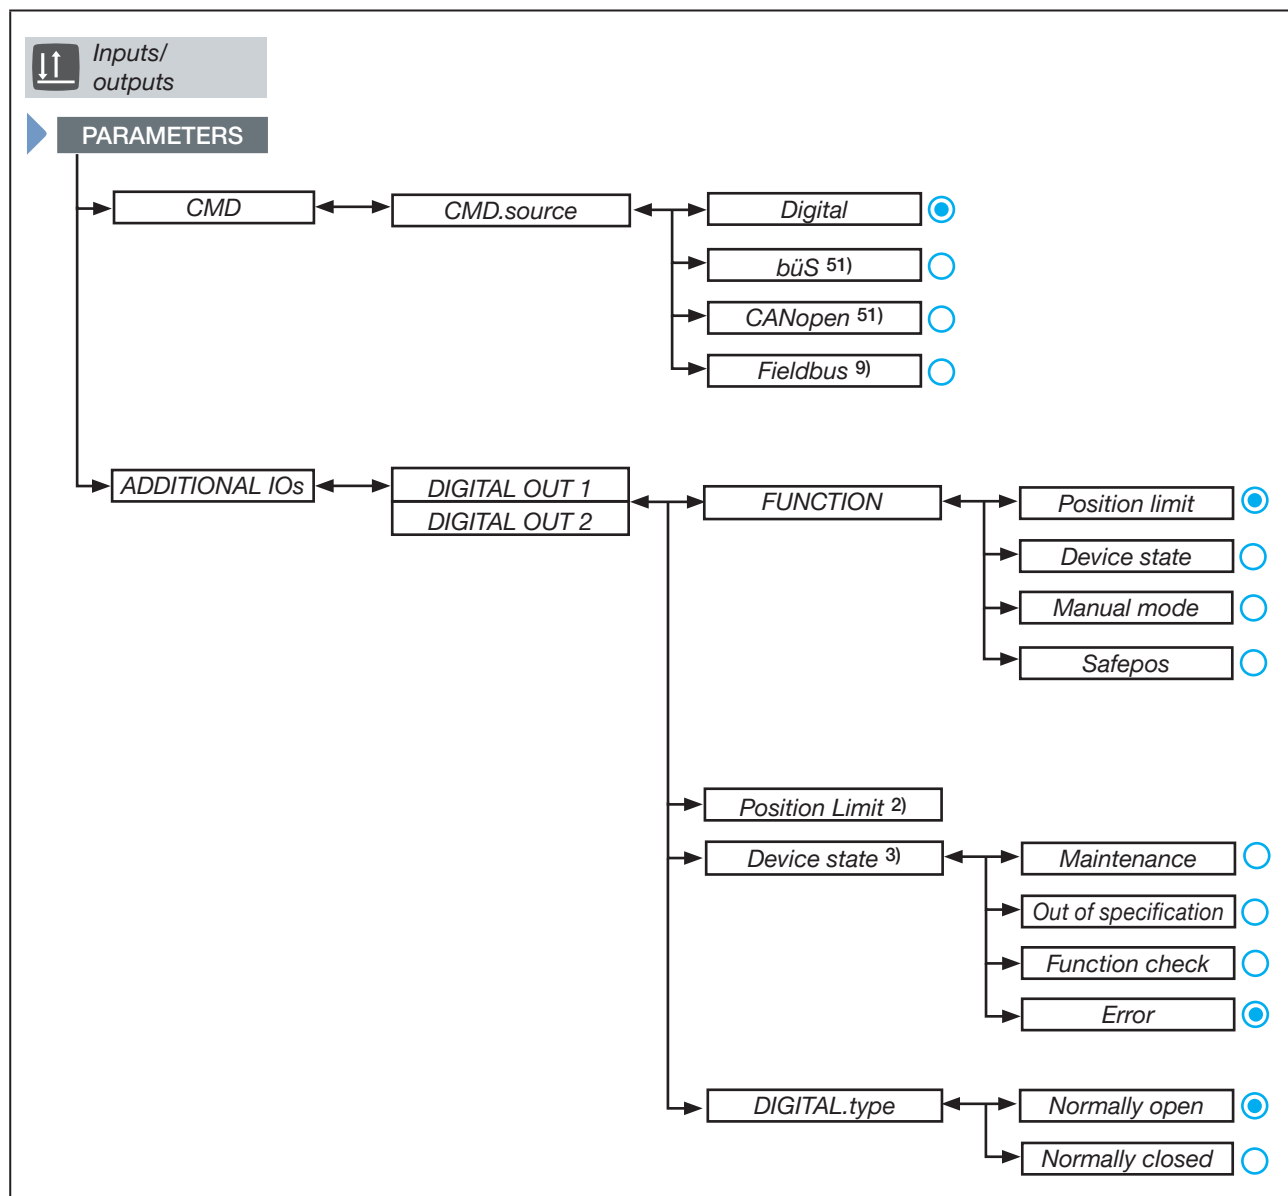 Inputs/
outputs
PARAMETERS
CMD
CMD.source
Digital
büS 51)
CANopen 51)
Fieldbus 9)
ADDITIONAL IOs
DIGITAL OUT 1
DIGITAL OUT 2
FUNCTION
Position limit
Device state
Manual mode
Safepos
Position Limit 2)
Device state 3)
Maintenance
Out of specification
Function check
Error
DIGITAL.type
Normally open
Normally closed